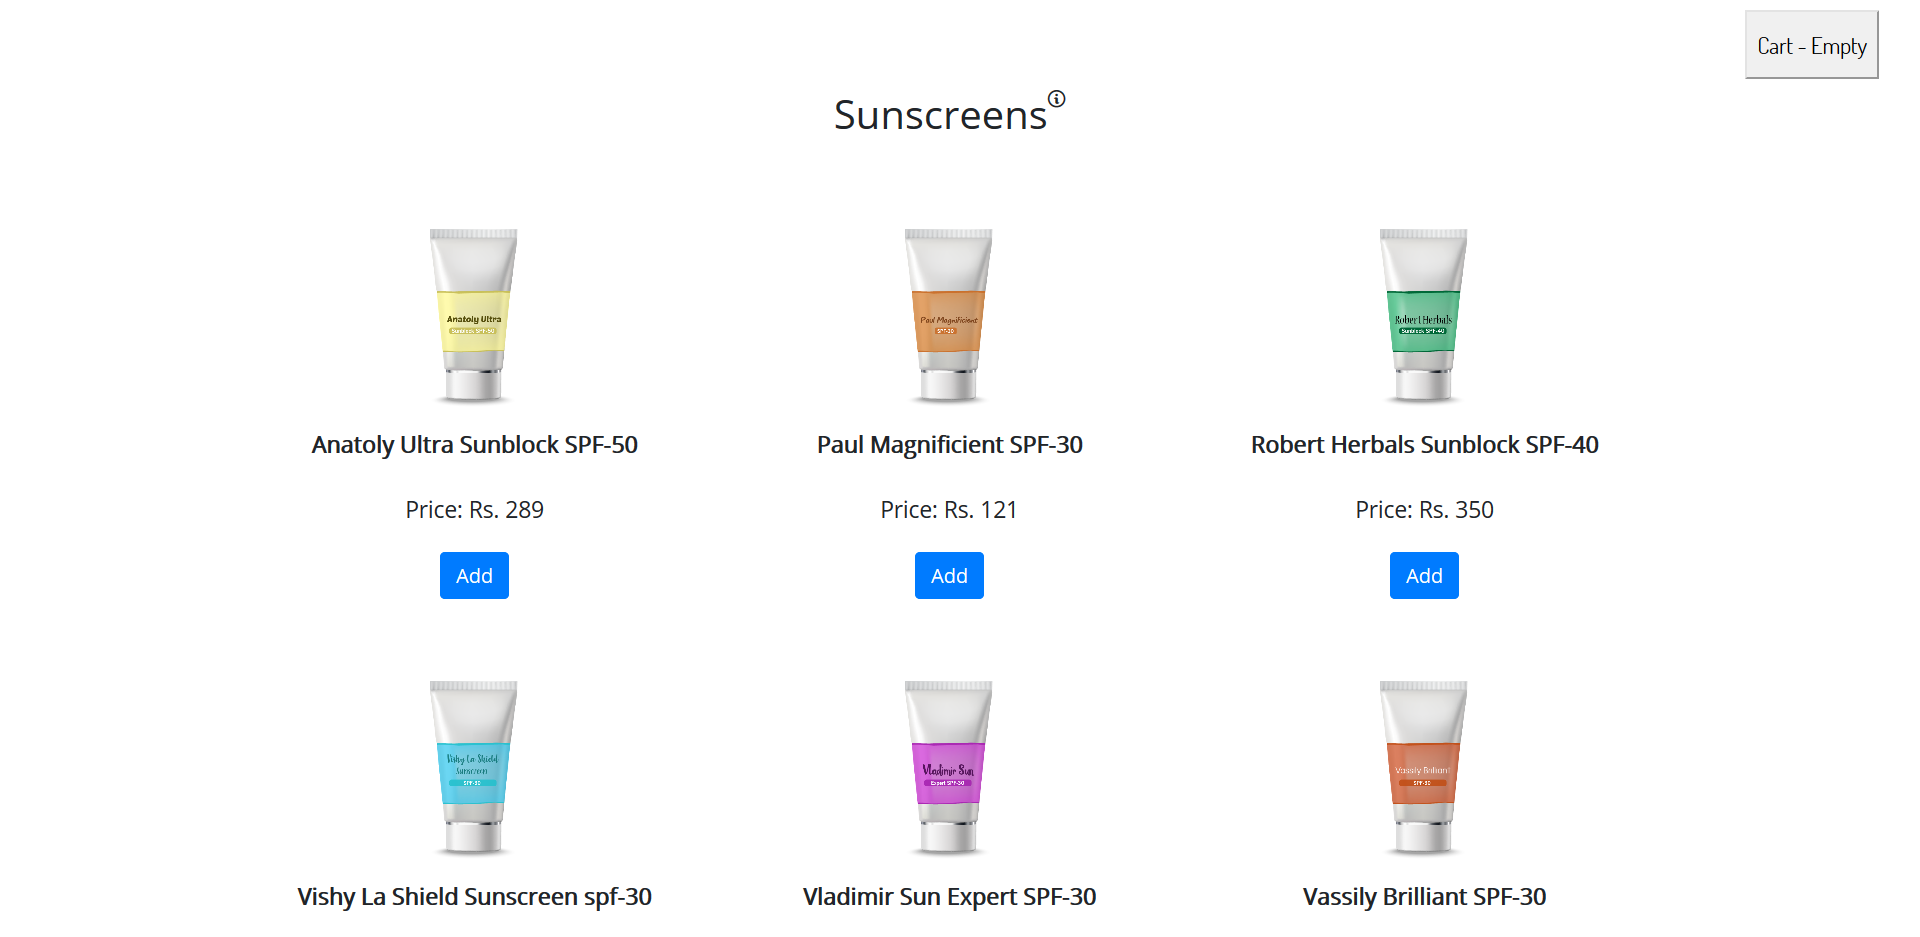 Cart - Empty
Sunscreens
Anatoly Ultra
Sunblock SPF-50
Paul Magnificient
SPF-30
Robert Herbals
Sunblock SPF-40
Anatoly Ultra Sunblock SPF-50
Paul Magnificient SPF-30
Robert Herbals Sunblock SPF-40
Price: Rs. 289
Price: Rs. 121
Price: Rs. 350
Add
Add
Add
Vishy La Shield
Sunscreen
SPF-30
Vladimir Sun
Expert SPF-30
Vassily Briliant
SPF-30
Vishy La Shield Sunscreen spf-30
Vladimir Sun Expert SPF-30
Vassily Brilliant SPF-30